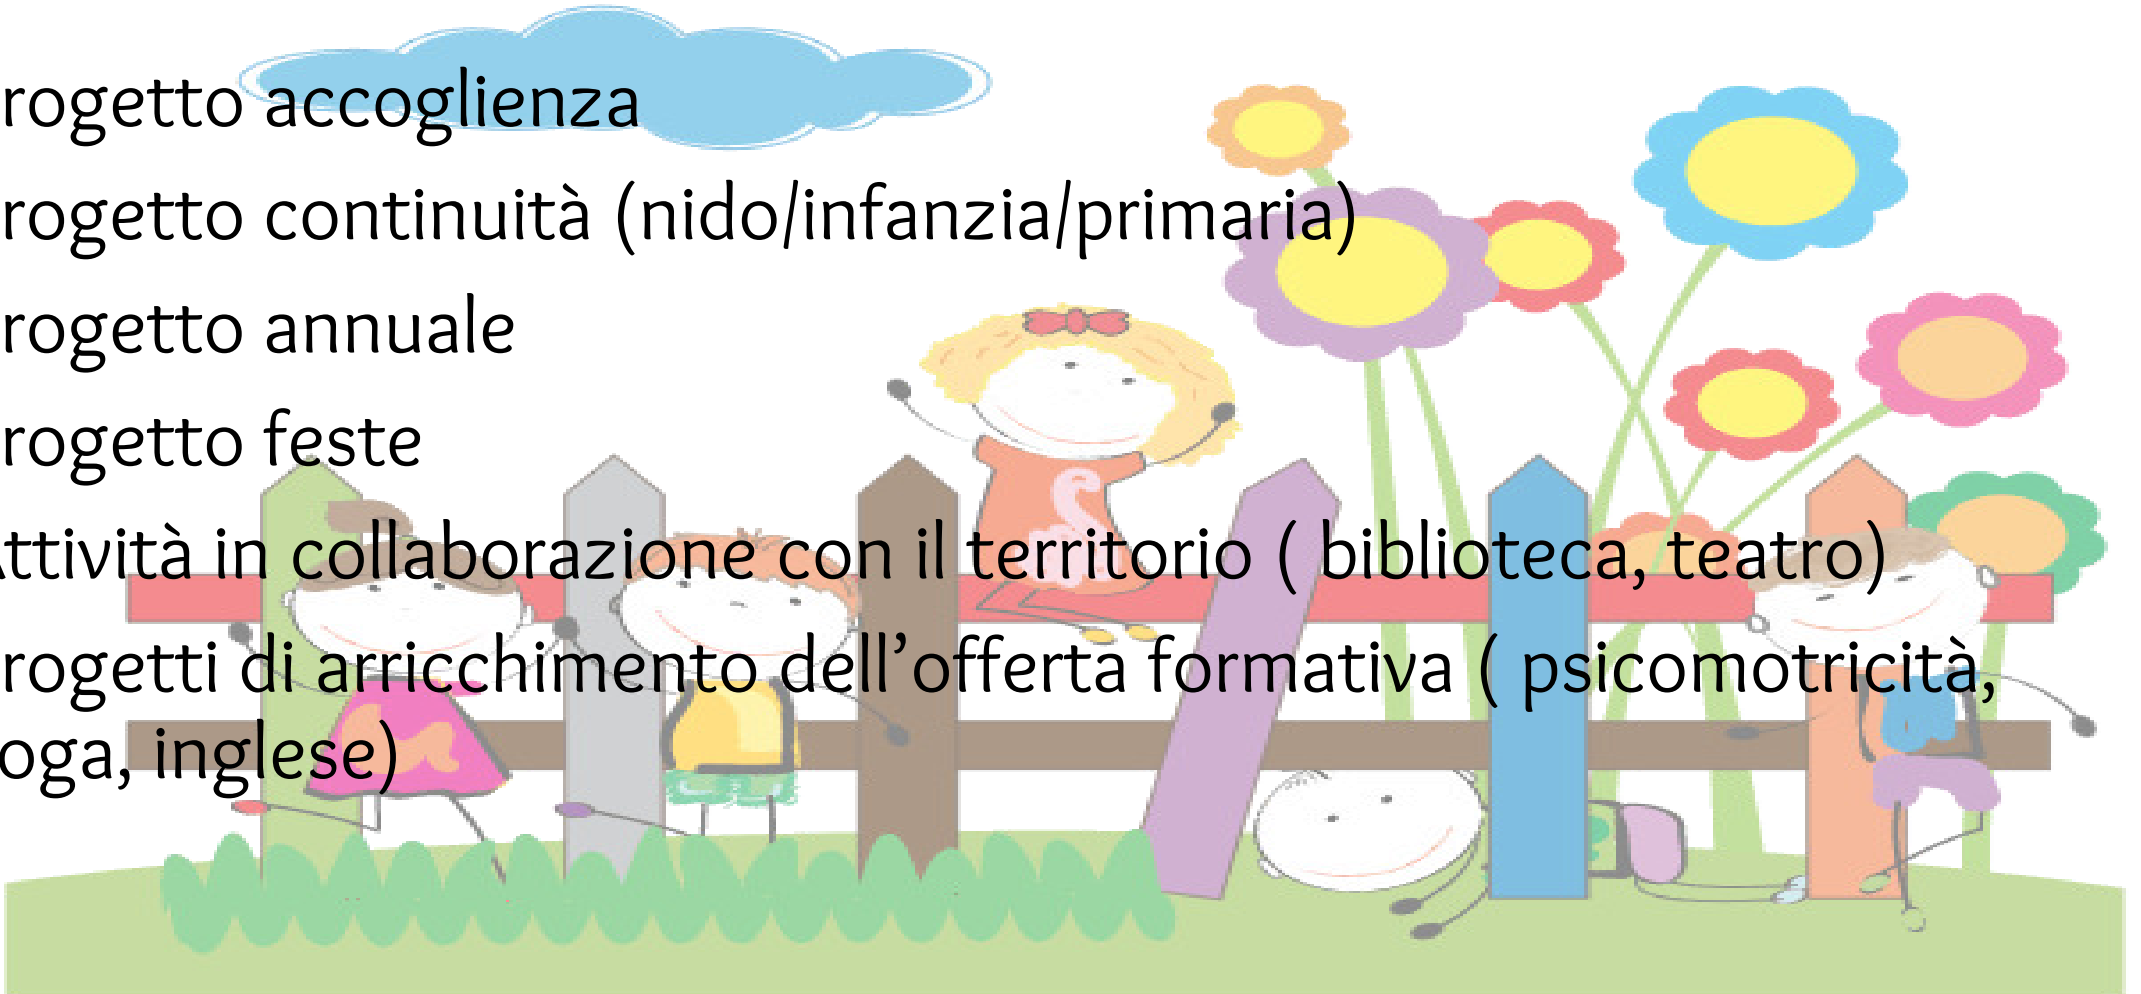 rogetto accoglienza
rogetto continuità (nido/infanzia/primaria)
rogetto annuale
rogetto feste
ttività in collaborazione con il territorio ( biblioteca, teatro)
rogetti di arricchimento dell’offerta formativa ( psicomotricità,
oga, inglese)